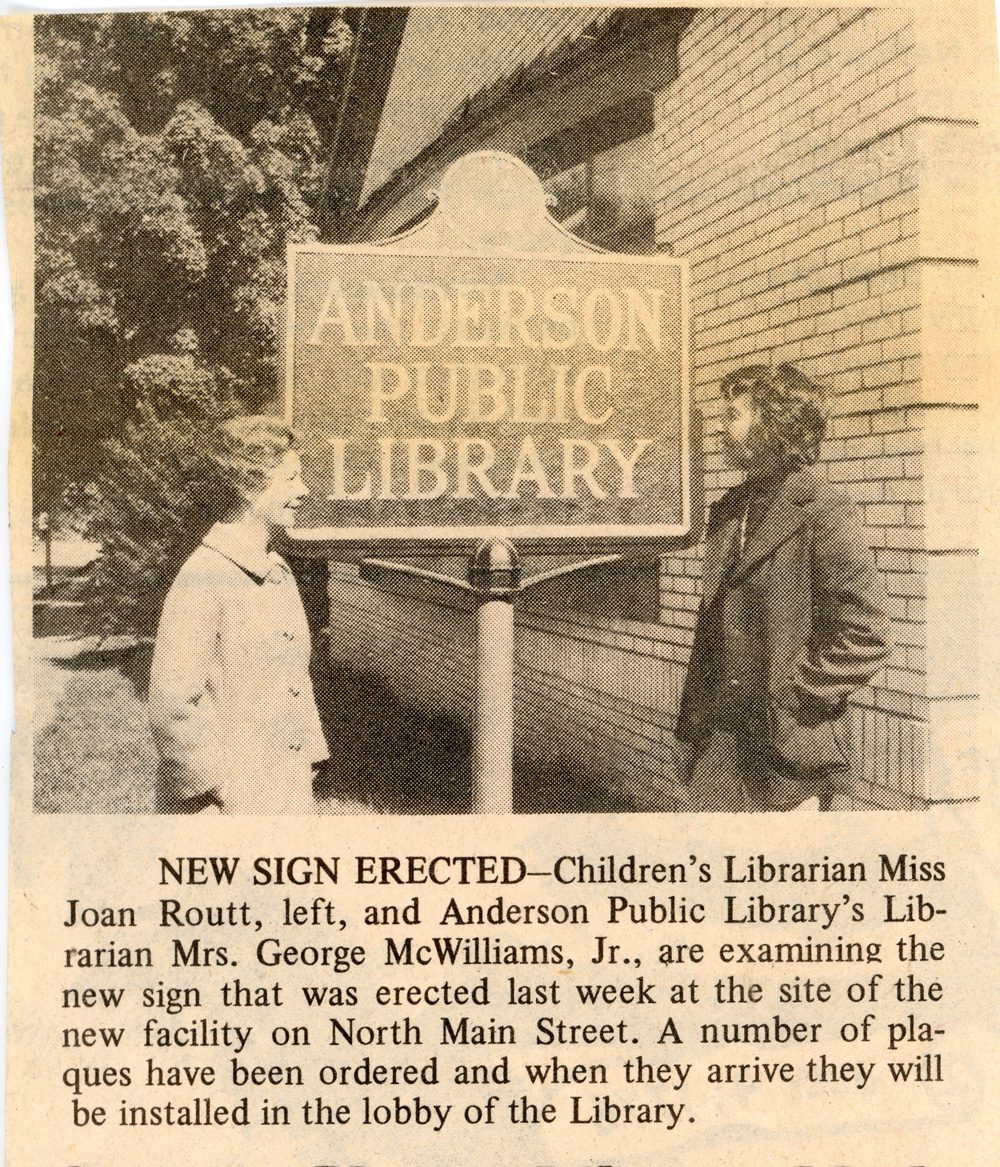 ANDERSON
PUBLIC
LIBRARY
NEW SIGN ERECTED—Children's Librarian Miss
Joan Routt, left, and Anderson Public Library's Lib-
rarian Mrs. George McWilliams, Jr., are examining the
new sign that was erected last week at the site of the
new facility on North Main Street. A number of pla-
ques have been ordered and when they arrive they will
be installed in the lobby of the Library.